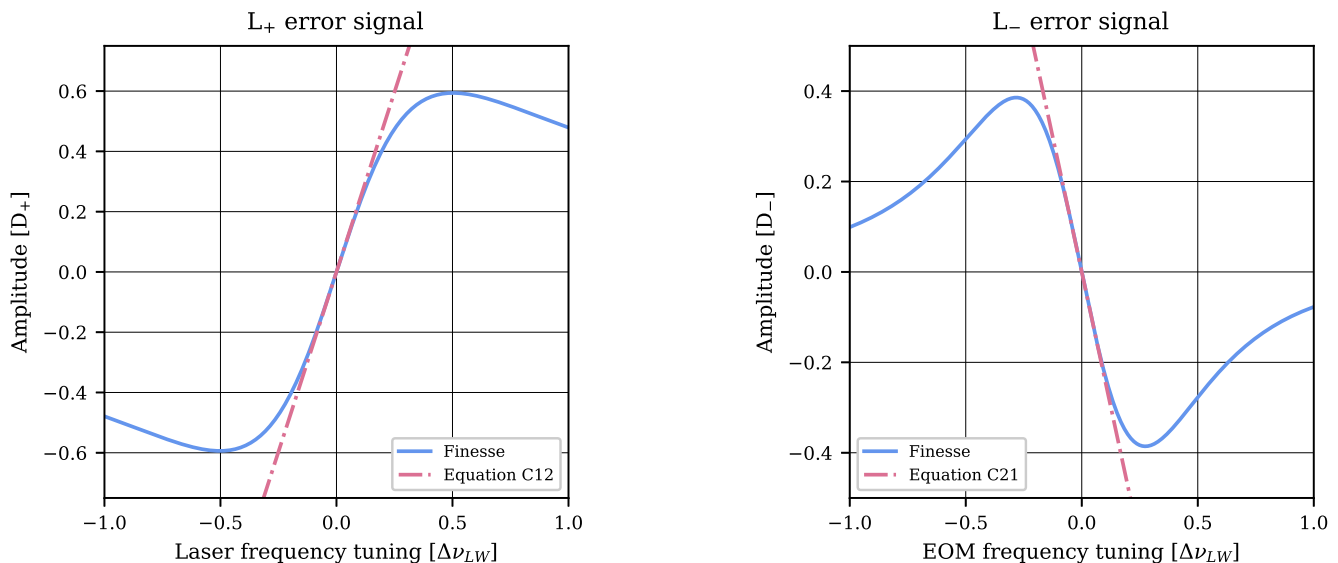 L₊ error signal
Amplitude [D₊]
0.6
0.4
0.2
0.0
−0.2
−0.4
−0.6
Finesse
Equation C12
−1.0 −0.5 0.0 0.5 1.0
Laser frequency tuning [Δν_LW]
L₋ error signal
Amplitude [D₋]
0.4
0.2
0.0
−0.2
−0.4
Finesse
Equation C21
−1.0 −0.5 0.0 0.5 1.0
EOM frequency tuning [Δν_LW]